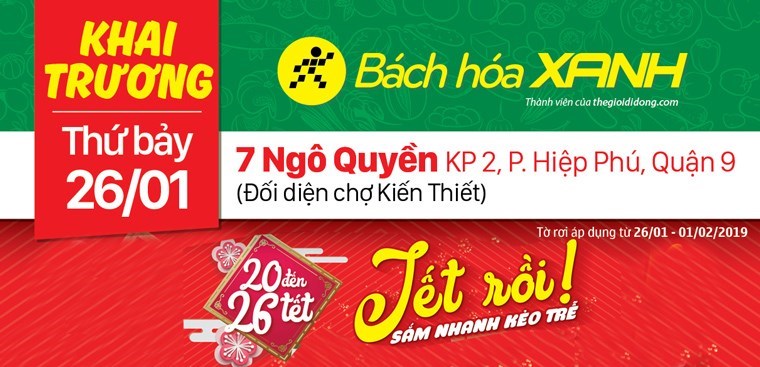 KHAI
TRƯƠNG
Thứ bảy
26/01
Bách hóa XANH
Thành viên của thegioididong.com
7 Ngô Quyền KP 2, P. Hiệp Phú, Quận 9
(Đối diện chợ Kiến Thiết)
Tờ rơi áp dụng từ 26/01 - 01/02/2019
20 đến
26 tết
Tết rồi!
SẮM NHANH KẺO TRỄ